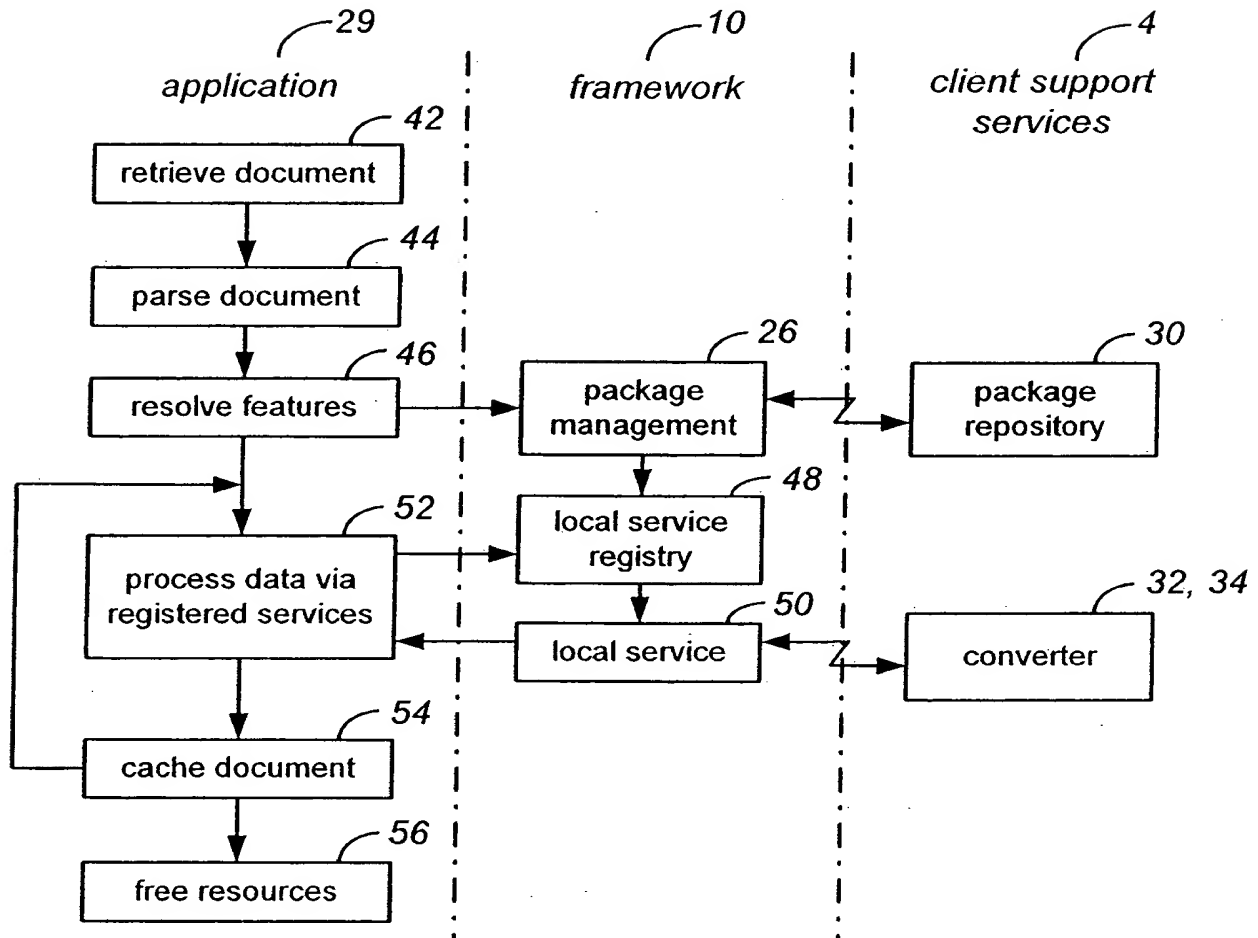 29
10
4
application
framework
client support
services
42
retrieve document
44
parse document
46
resolve features
26
package
management
30
package
repository
48
local service
registry
52
process data via
registered services
50
local service
32, 34
converter
54
cache document
56
free resources